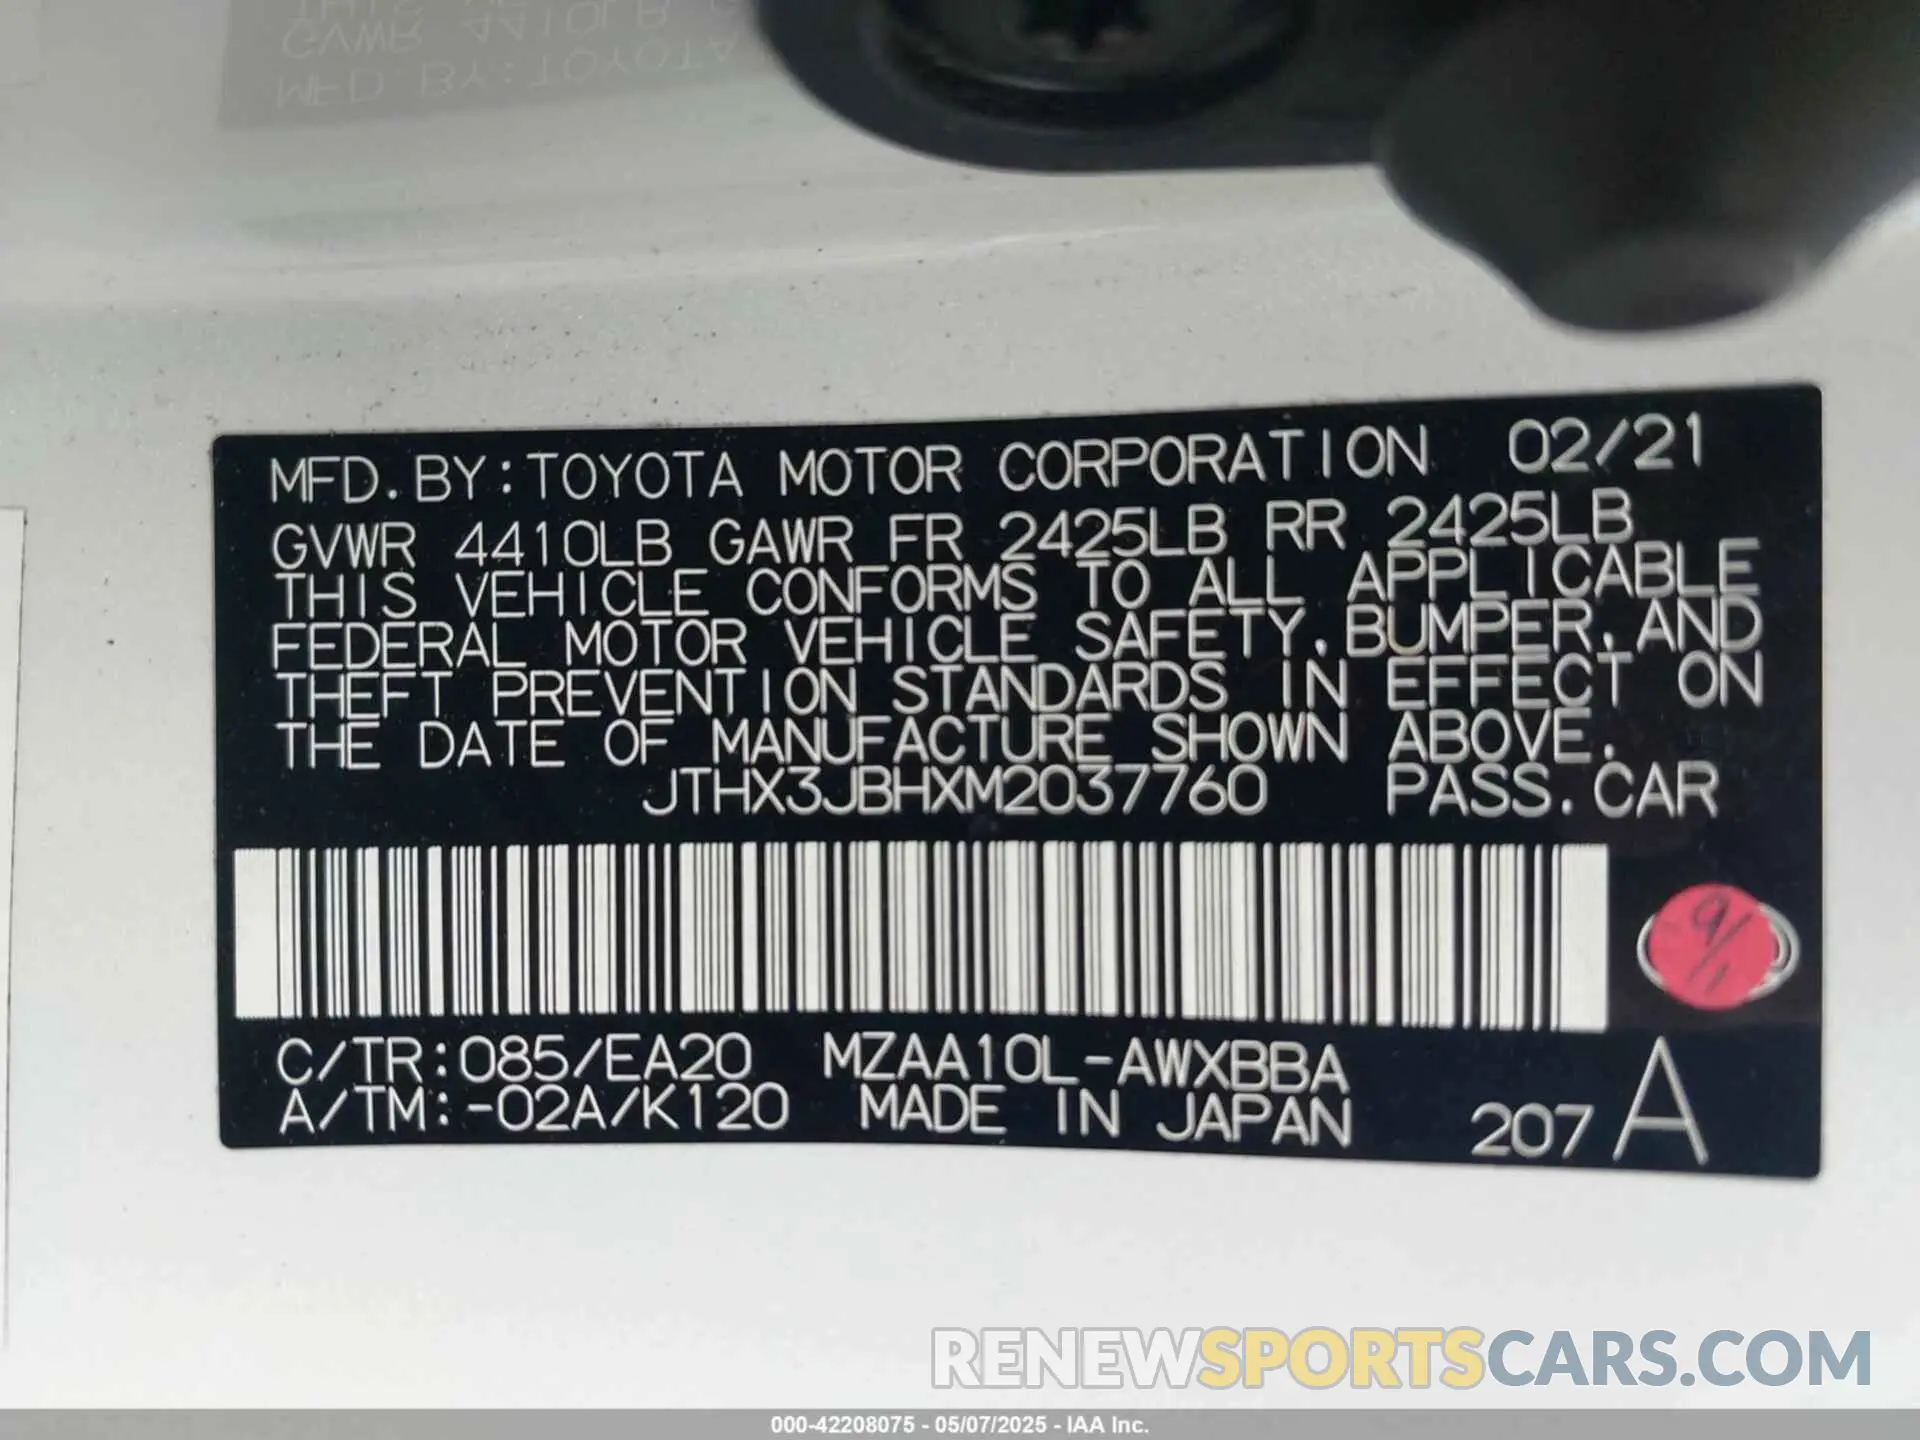 MFD.BY:TOYOTA MOTOR CORPORATION 02/21
GVWR 4410LB GAWR FR 2425LB RR 2425LB
THIS VEHICLE CONFORMS TO ALL APPLICABLE
FEDERAL MOTOR VEHICLE SAFETY,BUMPER,AND
THEFT PREVENTION STANDARDS IN EFFECT ON
THE DATE OF MANUFACTURE SHOWN ABOVE.
JTHX3JBHXM2037760 PASS.CAR
9/1
C/TR:085/EA20 MZAA10L-AWXBBA
A/TM:-02A/K120 MADE IN JAPAN 207 A
RENEWSPORTSCARS.COM
000-42208075 - 05/07/2025 - IAA Inc.